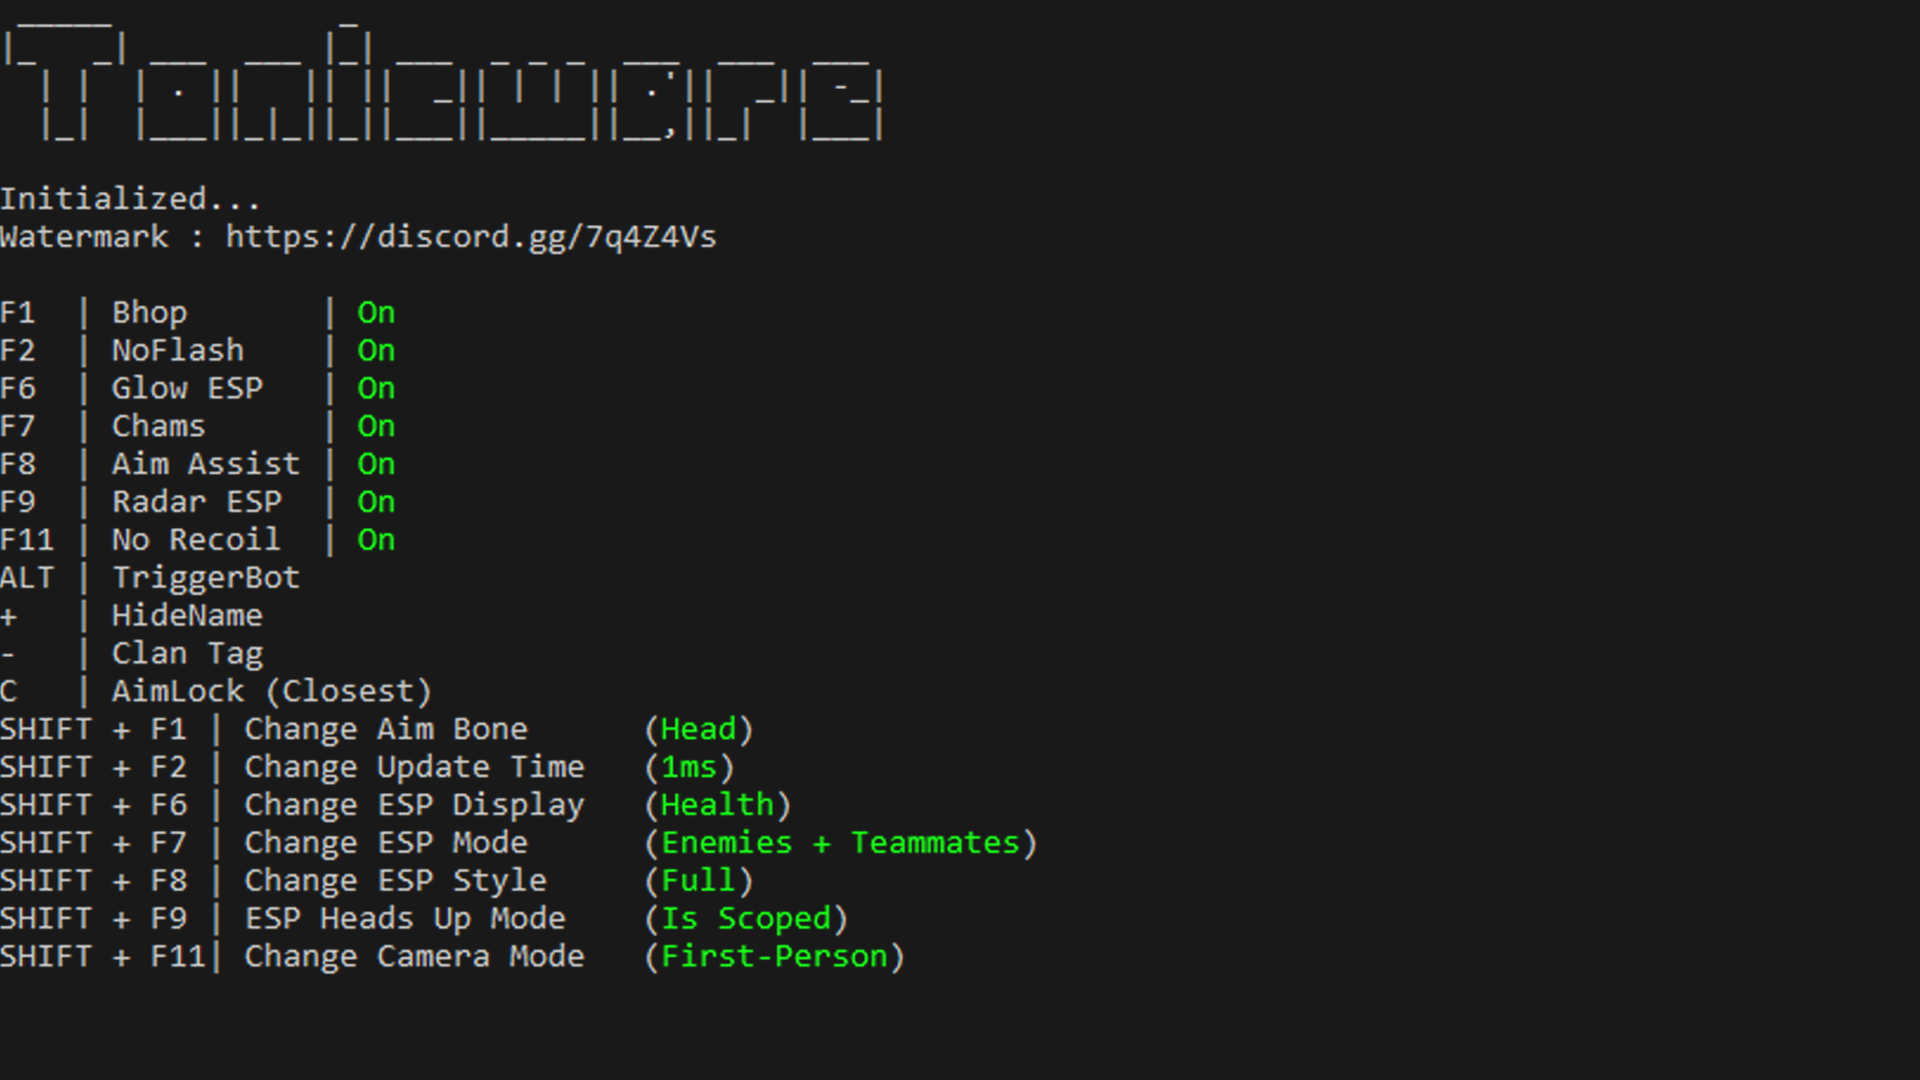 Tonicware
Initialized...
Watermark : https://discord.gg/7q4Z4Vs
F1 | Bhop | On
F2 | NoFlash | On
F6 | Glow ESP | On
F7 | Chams | On
F8 | Aim Assist | On
F9 | Radar ESP | On
F11 | No Recoil | On
ALT | TriggerBot
+ | HideName
- | Clan Tag
C | AimLock (Closest)
SHIFT + F1 | Change Aim Bone (Head)
SHIFT + F2 | Change Update Time (1ms)
SHIFT + F6 | Change ESP Display (Health)
SHIFT + F7 | Change ESP Mode (Enemies + Teammates)
SHIFT + F8 | Change ESP Style (Full)
SHIFT + F9 | ESP Heads Up Mode (Is Scoped)
SHIFT + F11| Change Camera Mode (First-Person)